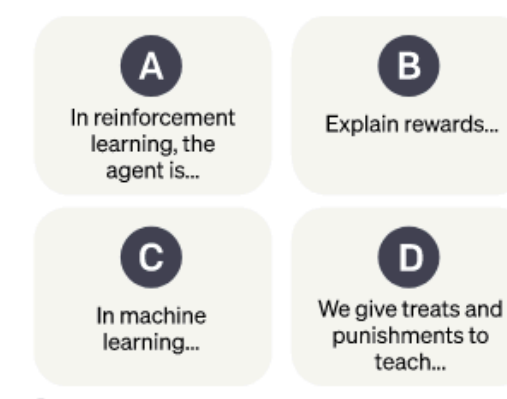 A
In reinforcement
learning, the
agent is...
B
Explain rewards...
C
In machine
learning...
D
We give treats and
punishments to
teach...